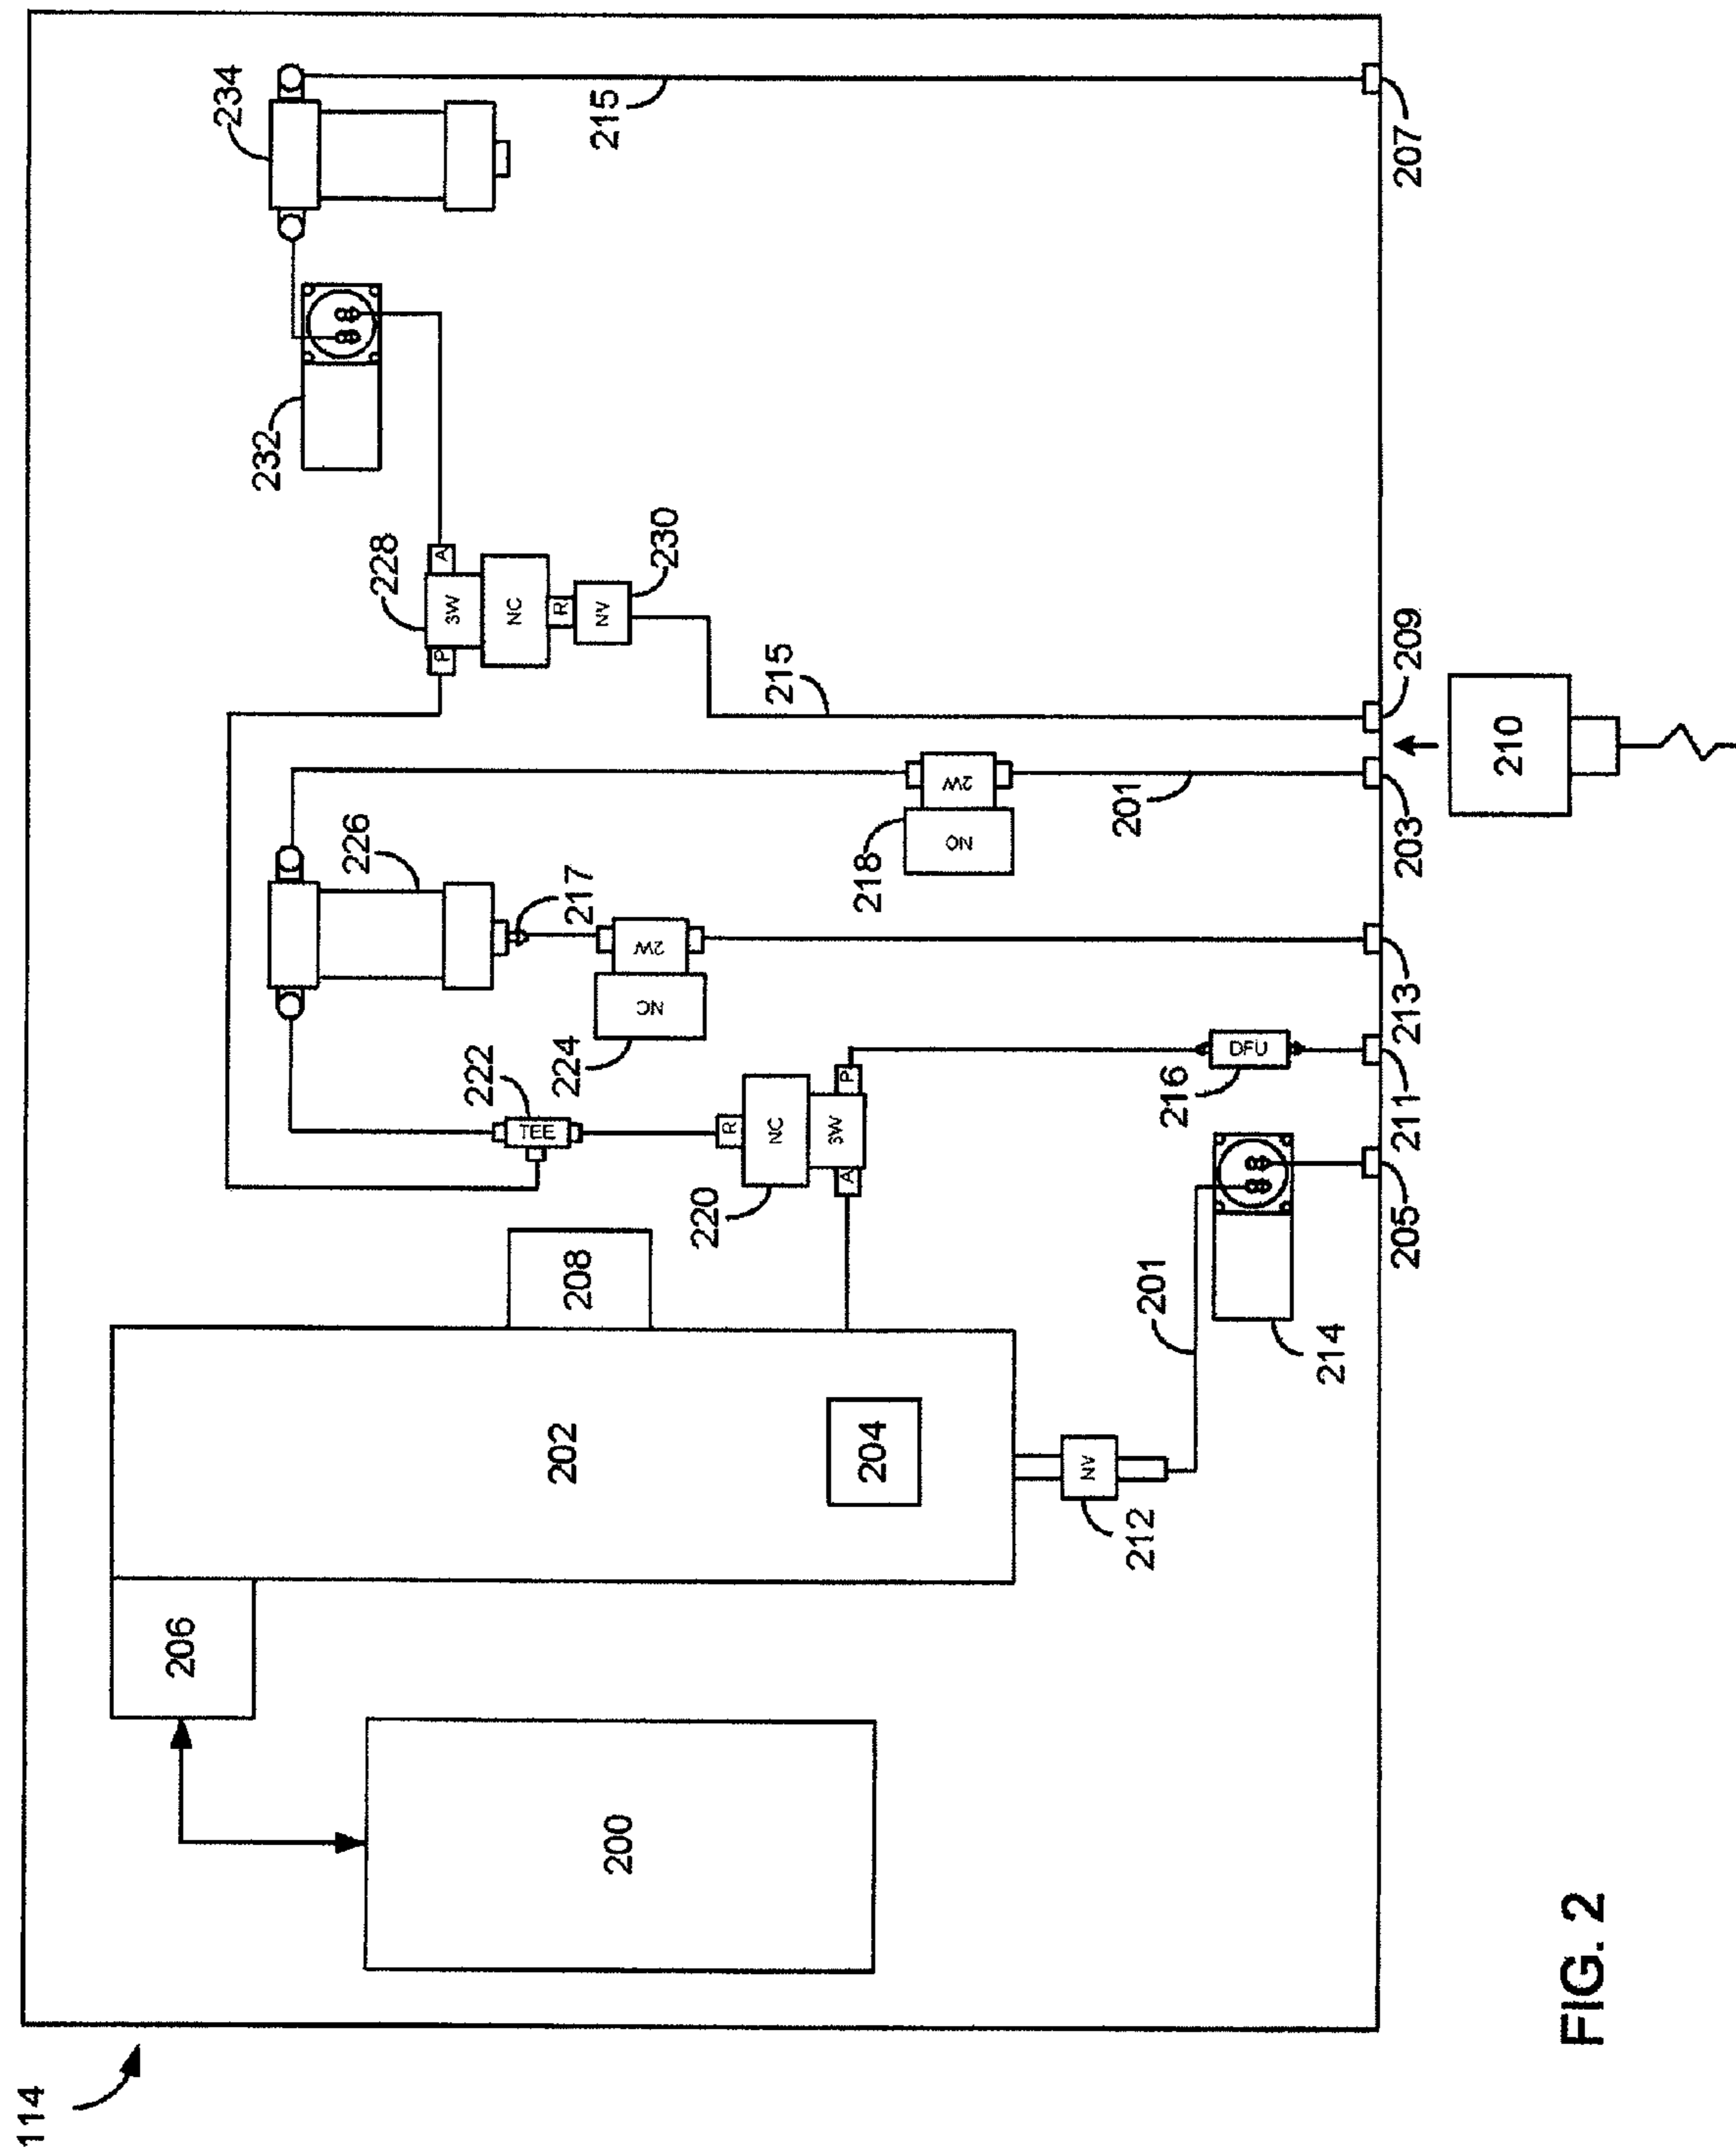 114
234
215
207
232
228
A
3W
P
NC
R
NV
230
215
209
210
226
217
218
2W
NO
201
203
2W
NC
224
213
222
TEE
R
NC
P
3W
A
220
DFU
216
211
208
205
201
214
202
204
NV
212
206
200
FIG. 2